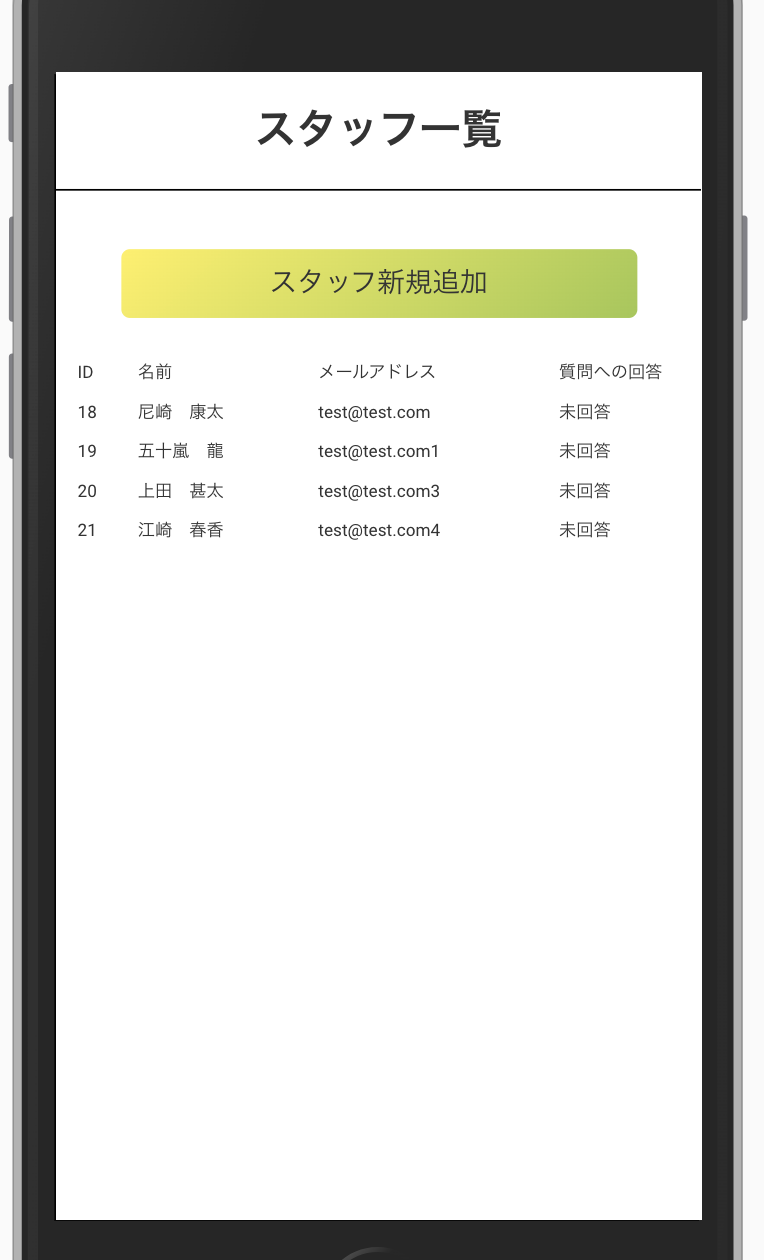 スタッフ一覧
スタッフ新規追加
ID 名前 メールアドレス 質問への回答
18 尼崎　康太 test@test.com 未回答
19 五十嵐　龍 test@test.com1 未回答
20 上田　甚太 test@test.com3 未回答
21 江崎　春香 test@test.com4 未回答